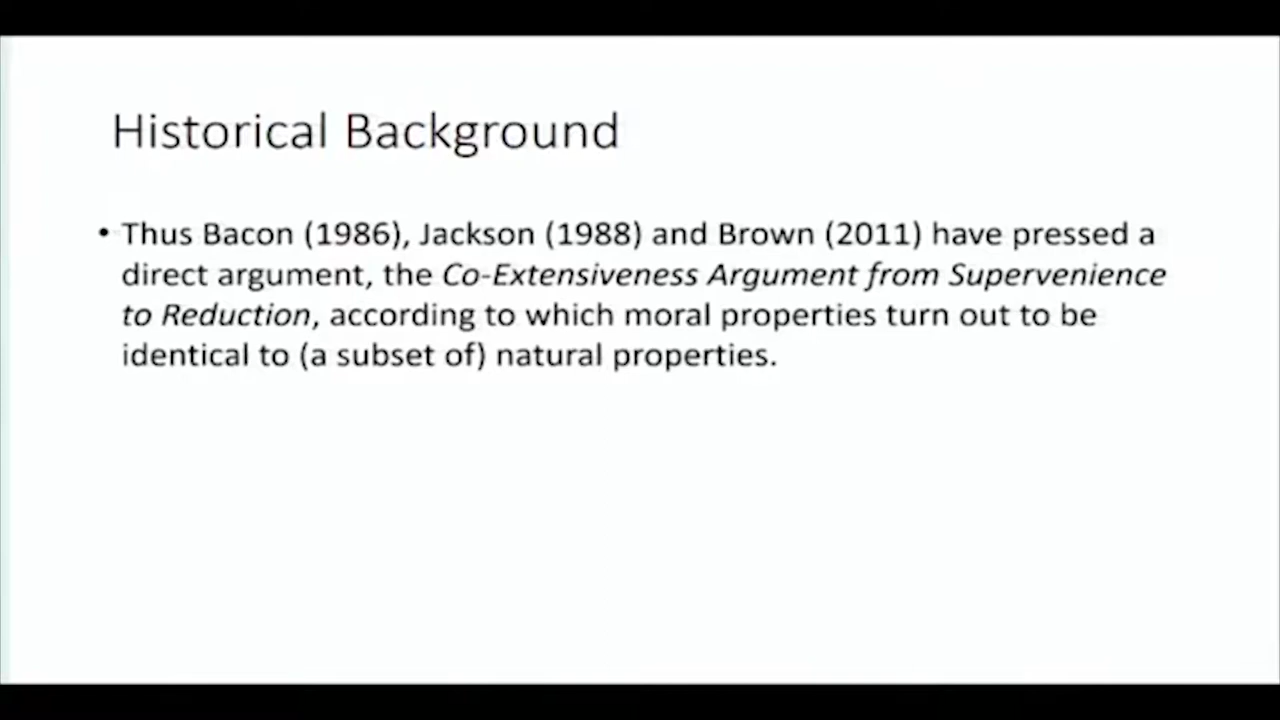 Historical Background
• Thus Bacon (1986), Jackson (1988) and Brown (2011) have pressed a
direct argument, the Co-Extensiveness Argument from Supervenience
to Reduction, according to which moral properties turn out to be
identical to (a subset of) natural properties.